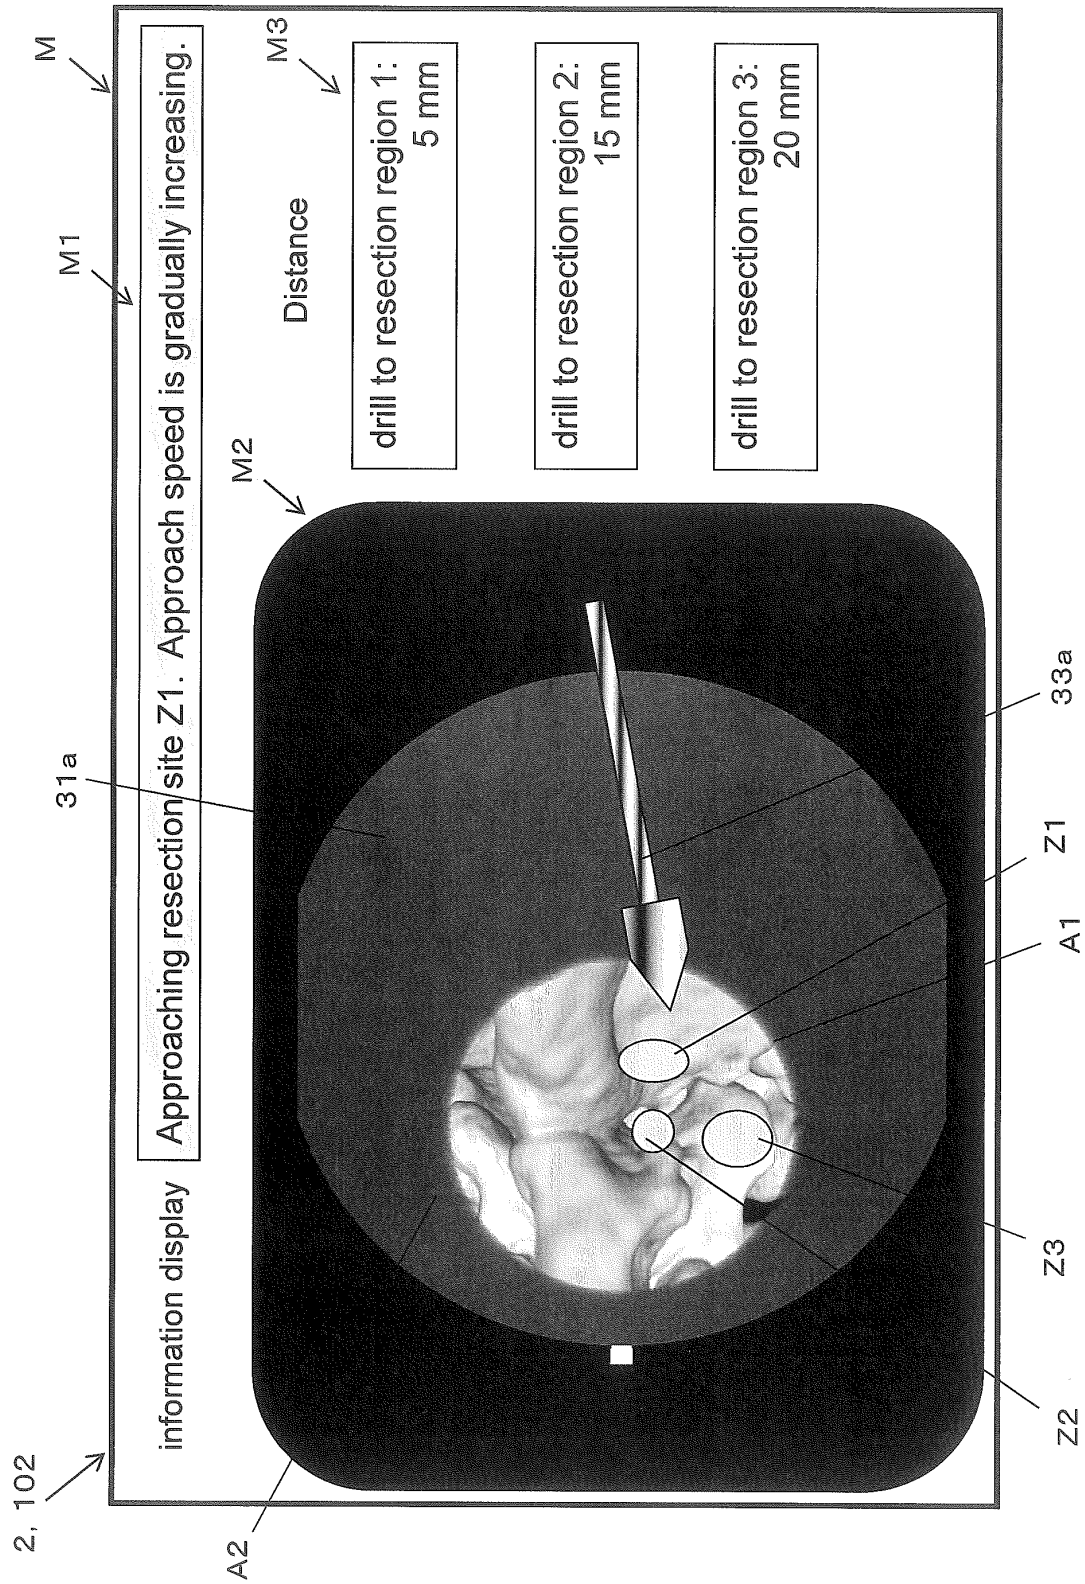 2, 102
M
M1
information display
Approaching resection site Z1. Approach speed is gradually increasing.
M3
Distance
M2
drill to resection region 1:
5 mm
drill to resection region 2:
15 mm
drill to resection region 3:
20 mm
31a
A2
33a
Z1
A1
Z3
Z2